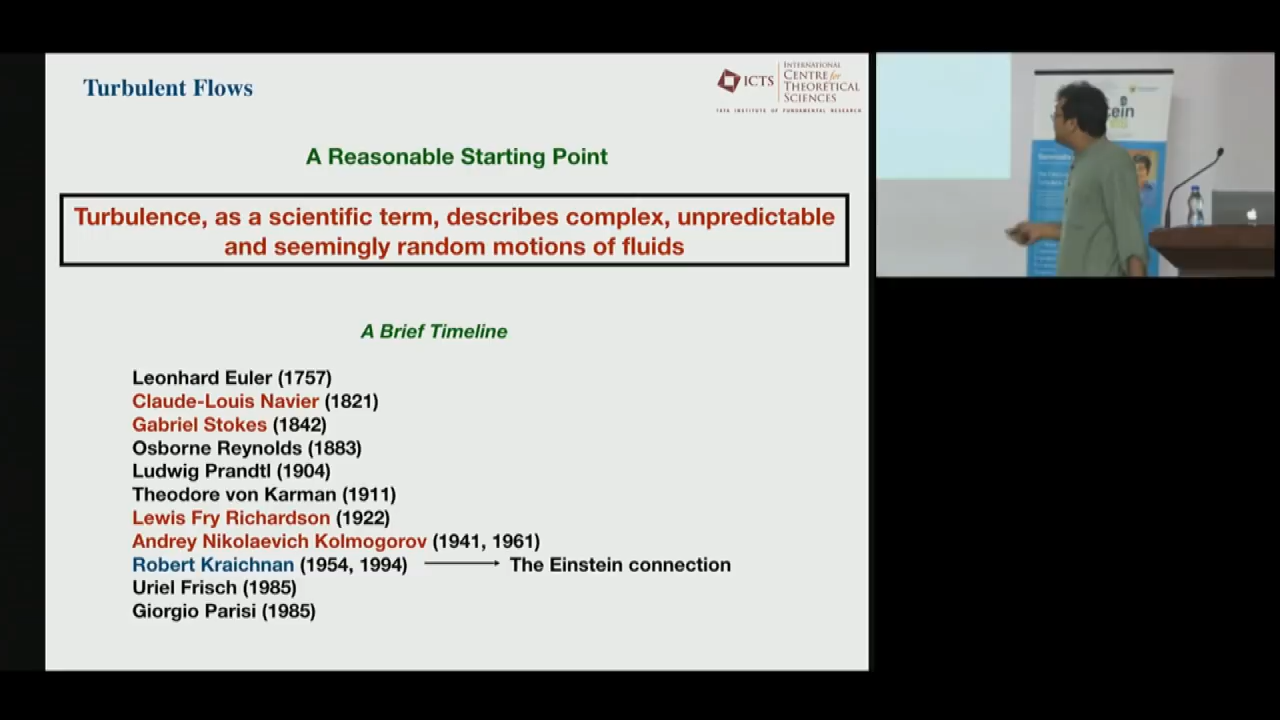 Turbulent Flows
ICTS
INTERNATIONAL
CENTRE for
THEORETICAL
SCIENCES
TATA INSTITUTE OF FUNDAMENTAL RESEARCH
A Reasonable Starting Point
Turbulence, as a scientific term, describes complex, unpredictable
and seemingly random motions of fluids
A Brief Timeline
Leonhard Euler (1757)
Claude-Louis Navier (1821)
Gabriel Stokes (1842)
Osborne Reynolds (1883)
Ludwig Prandtl (1904)
Theodore von Karman (1911)
Lewis Fry Richardson (1922)
Andrey Nikolaevich Kolmogorov (1941, 1961)
Robert Kraichnan (1954, 1994) The Einstein connection
Uriel Frisch (1985)
Giorgio Parisi (1985)